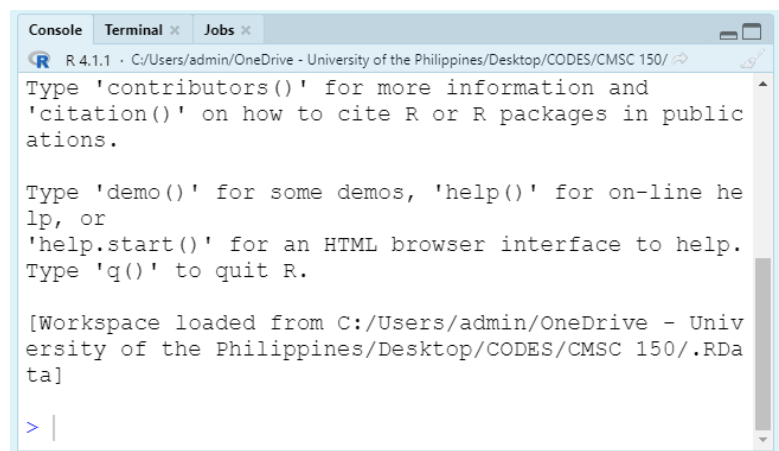 Console Terminal Jobs
R 4.1.1 · C:/Users/admin/OneDrive - University of the Philippines/Desktop/CODES/CMSC 150/
Type 'contributors()' for more information and
'citation()' on how to cite R or R packages in public
ations.
Type 'demo()' for some demos, 'help()' for on-line he
lp, or
'help.start()' for an HTML browser interface to help.
Type 'q()' to quit R.
[Workspace loaded from C:/Users/admin/OneDrive - Univ
ersity of the Philippines/Desktop/CODES/CMSC 150/.RDa
ta]
>